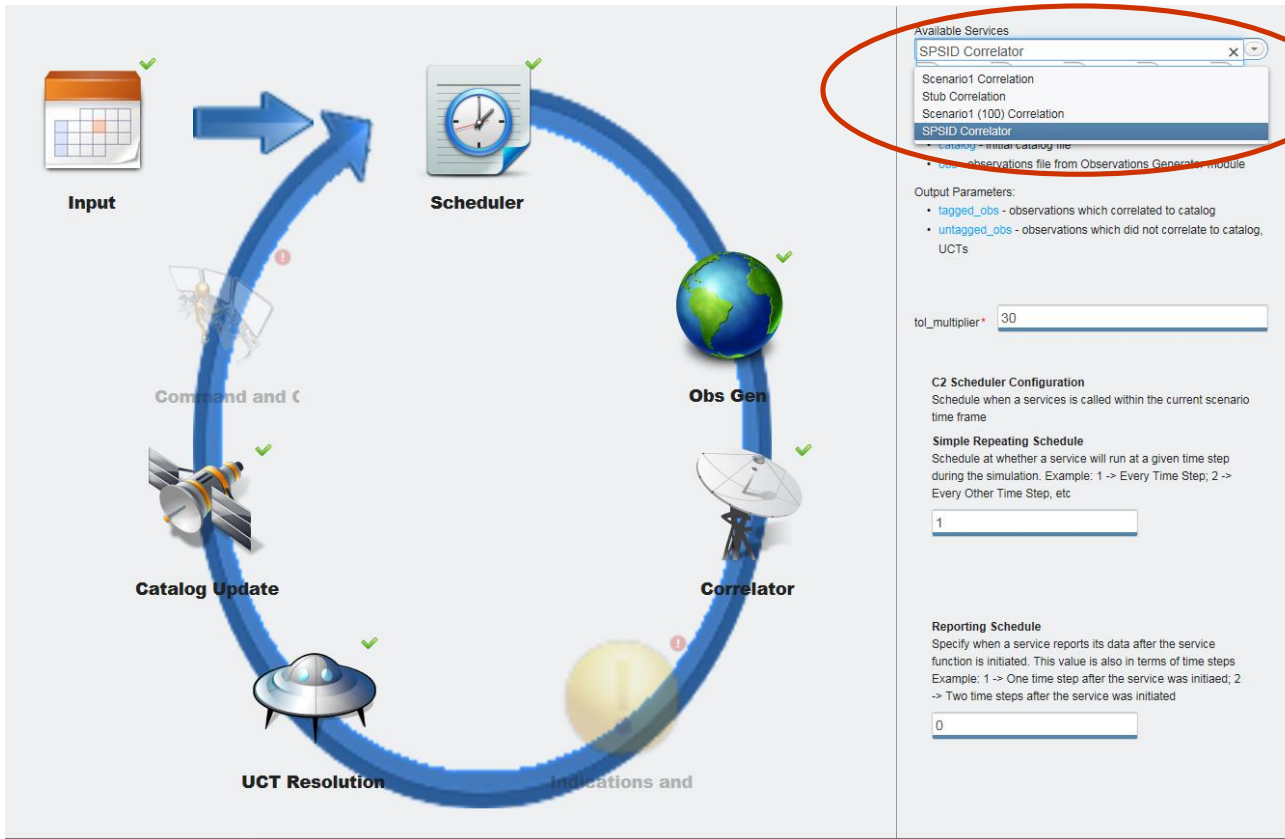 Input
Scheduler
Command and C
Obs Gen
Catalog Update
Correlator
UCT Resolution
Indications and
Available Services
SPSID Correlator
Scenario1 Correlation
Stub Correlation
Scenario1 (100) Correlation
SPSID Correlator
• catalog - initial catalog file
• obs - observations file from Observations Generator module
Output Parameters:
• tagged_obs - observations which correlated to catalog
• untagged_obs - observations which did not correlate to catalog,
UCTs
tol_multiplier* 30
C2 Scheduler Configuration
Schedule when a services is called within the current scenario
time frame
Simple Repeating Schedule
Schedule at whether a service will run at a given time step
during the simulation. Example: 1 -> Every Time Step; 2 ->
Every Other Time Step, etc
1
Reporting Schedule
Specify when a service reports its data after the service
function is initiated. This value is also in terms of time steps
Example: 1 -> One time step after the service was initiaed; 2
-> Two time steps after the service was initiated
0